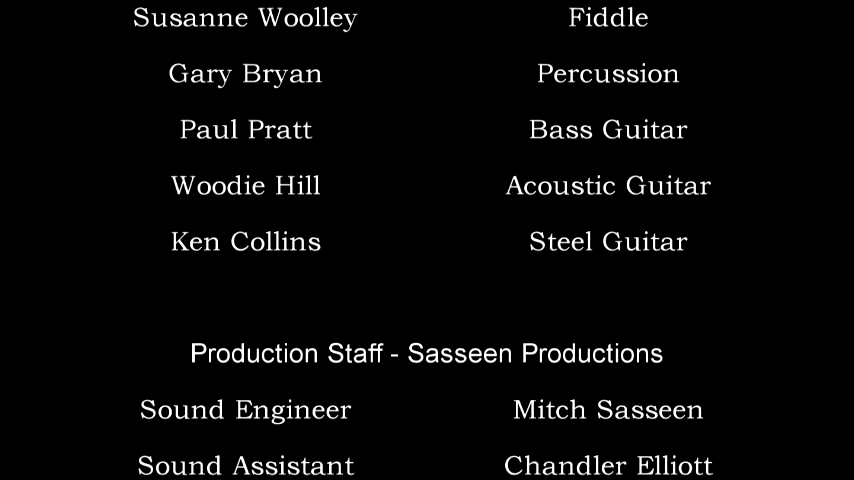 Susanne Woolley Fiddle
Gary Bryan Percussion
Paul Pratt Bass Guitar
Woodie Hill Acoustic Guitar
Ken Collins Steel Guitar
Production Staff - Sasseen Productions
Sound Engineer Mitch Sasseen
Sound Assistant Chandler Elliott